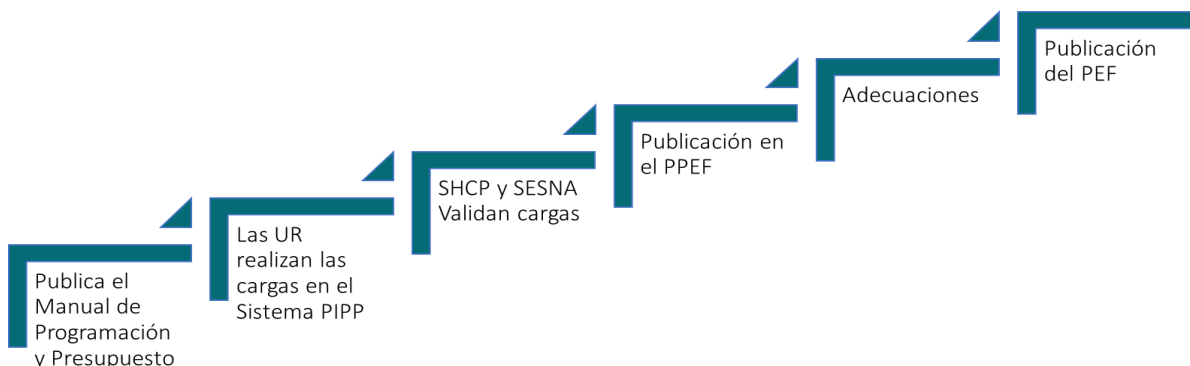 Publica el
Manual de
Programación
y Presupuesto
Las UR
realizan las
cargas en el
Sistema PIPP
SHCP y SESNA
Validan cargas
Publicación en
el PPEF
Adecuaciones
Publicación
del PEF